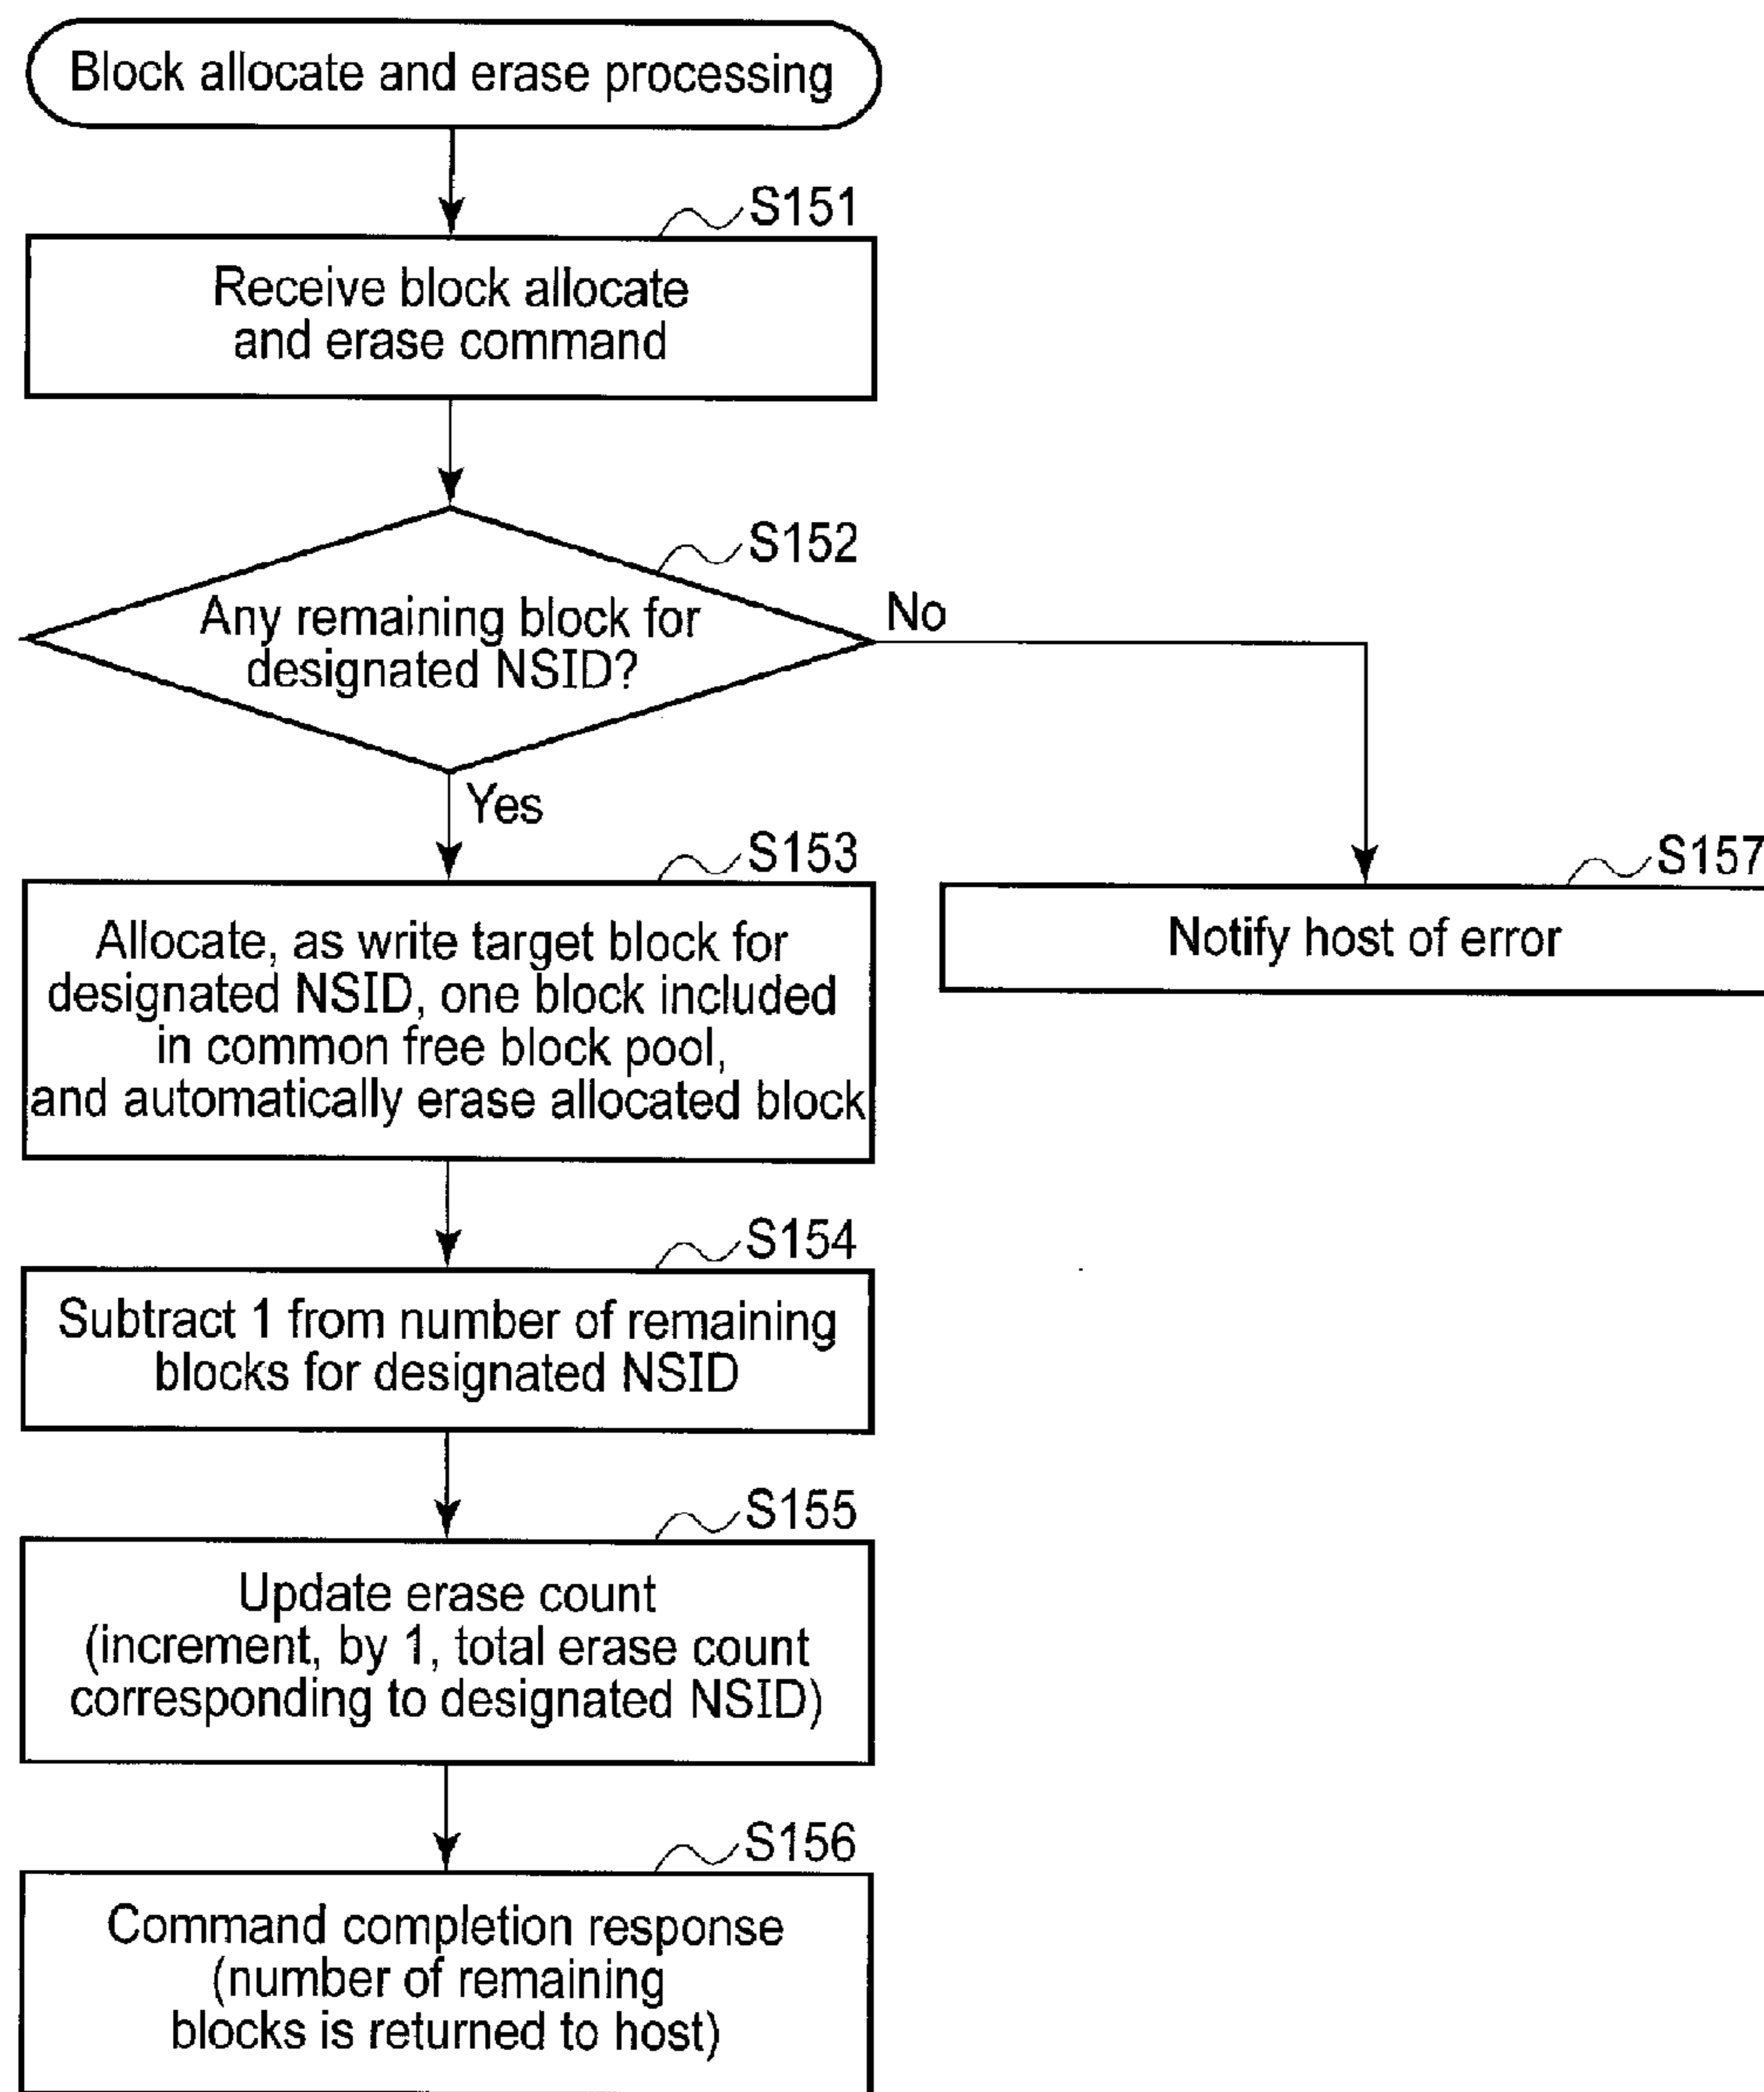 Block allocate and erase processing
S151
Receive block allocate
and erase command
S152
Any remaining block for
designated NSID?
No
Yes
S153
Allocate, as write target block for
designated NSID, one block included
in common free block pool,
and automatically erase allocated block
S157
Notify host of error
S154
Subtract 1 from number of remaining
blocks for designated NSID
S155
Update erase count
(increment, by 1, total erase count
corresponding to designated NSID)
S156
Command completion response
(number of remaining
blocks is returned to host)